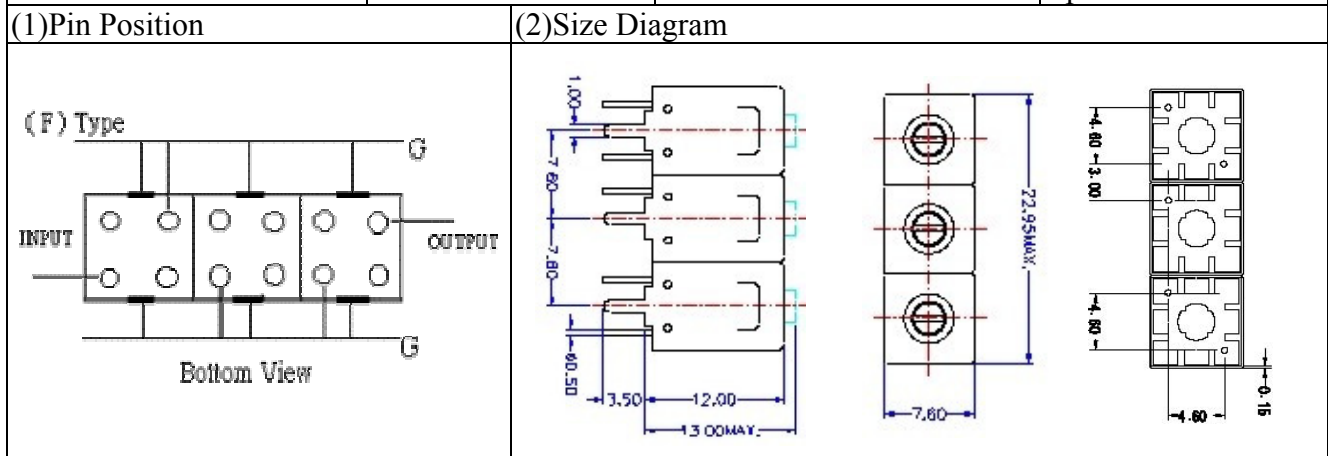 (1)Pin Position
(2)Size Diagram
(F) Type
G
INPUT
OUTPUT
G
Bottom View
1.00
7.60
7.60
ø0.50
3.50
12.00
13.00MAX.
22.95MAX.
7.60
4.60
3.00
4.60
4.60
0.15